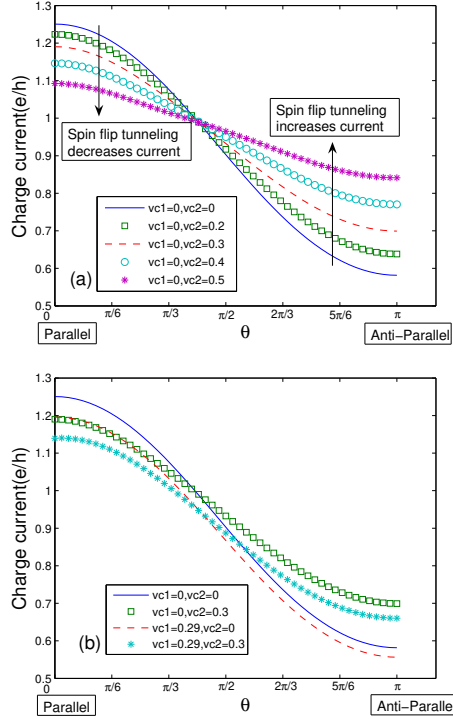 1.3
1.2
1.1
1
0.9
0.8
0.7
0.6
0.5
Charge current(e/h)
Spin flip tunneling
decreases current
Spin flip tunneling
increases current
vc1=0,vc2=0
vc1=0,vc2=0.2
vc1=0,vc2=0.3
vc1=0,vc2=0.4
vc1=0,vc2=0.5
(a)
0 π/6 π/3 π/2 2π/3 5π/6 π
Parallel θ Anti−Parallel
1.3
1.2
1.1
1
0.9
0.8
0.7
0.6
0.5
Charge current(e/h)
vc1=0,vc2=0
vc1=0,vc2=0.3
vc1=0.29,vc2=0
vc1=0.29,vc2=0.3
(b)
0 π/6 π/3 π/2 2π/3 5π/6 π
Parallel θ Anti−Parallel